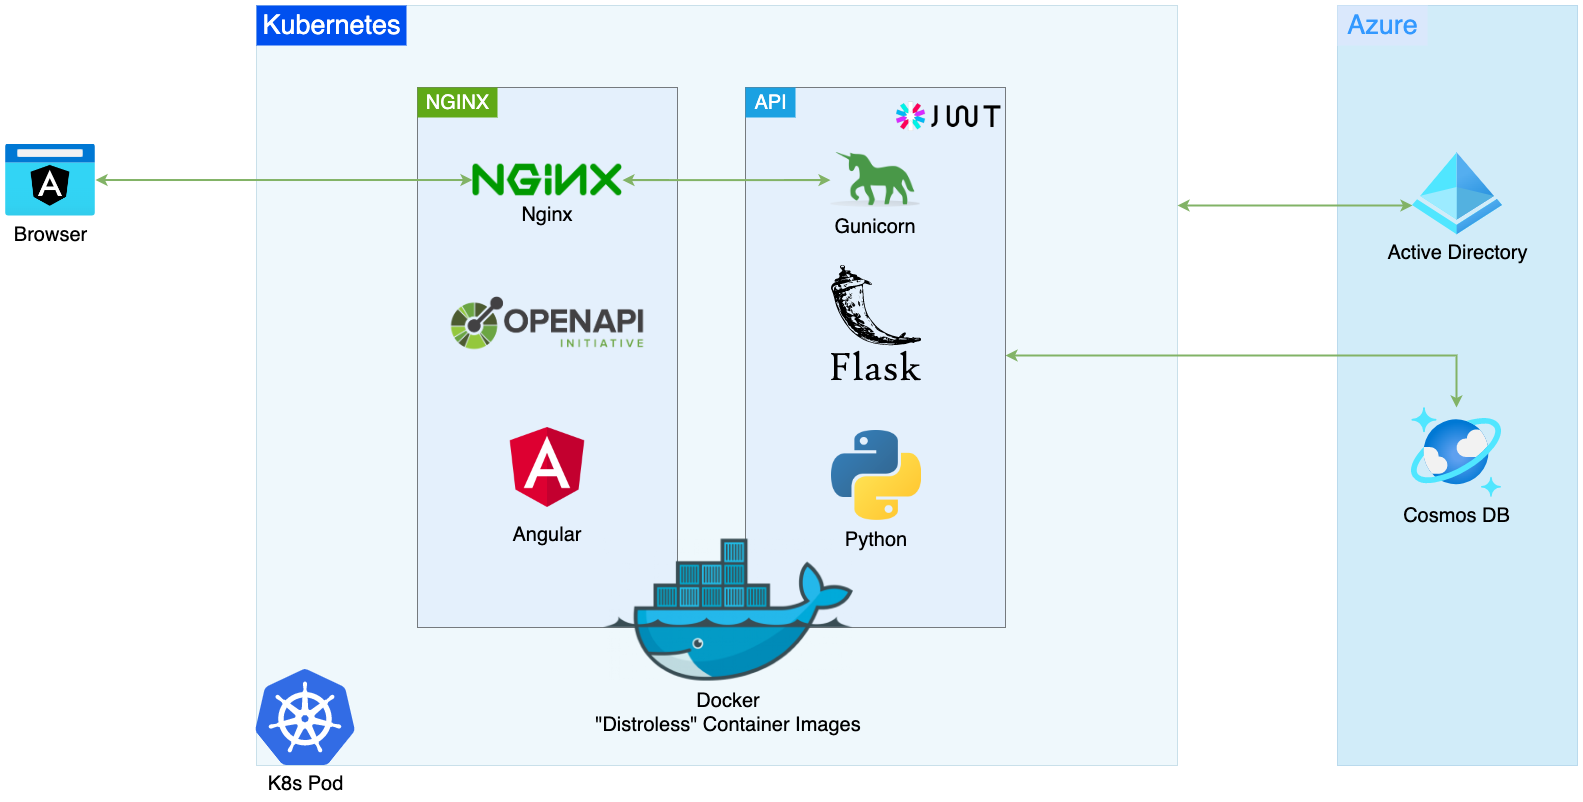 Kubernetes
Azure
NGINX
API
JWT
NGINX
Nginx
Gunicorn
A
Browser
Active Directory
OPENAPI
INITIATIVE
Flask
A
Angular
Python
Cosmos DB
Docker
"Distroless" Container Images
K8s Pod